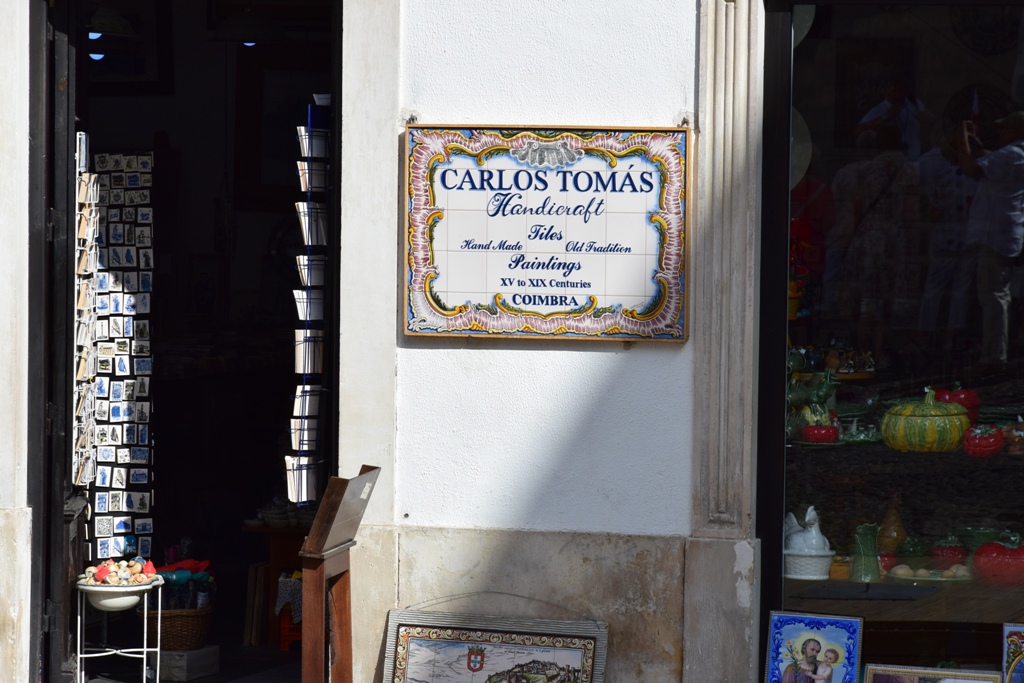 CARLOS TOMÁS
Handicraft
Tiles
Hand Made Old Tradition
Paintings
XV to XIX Centuries
COIMBRA